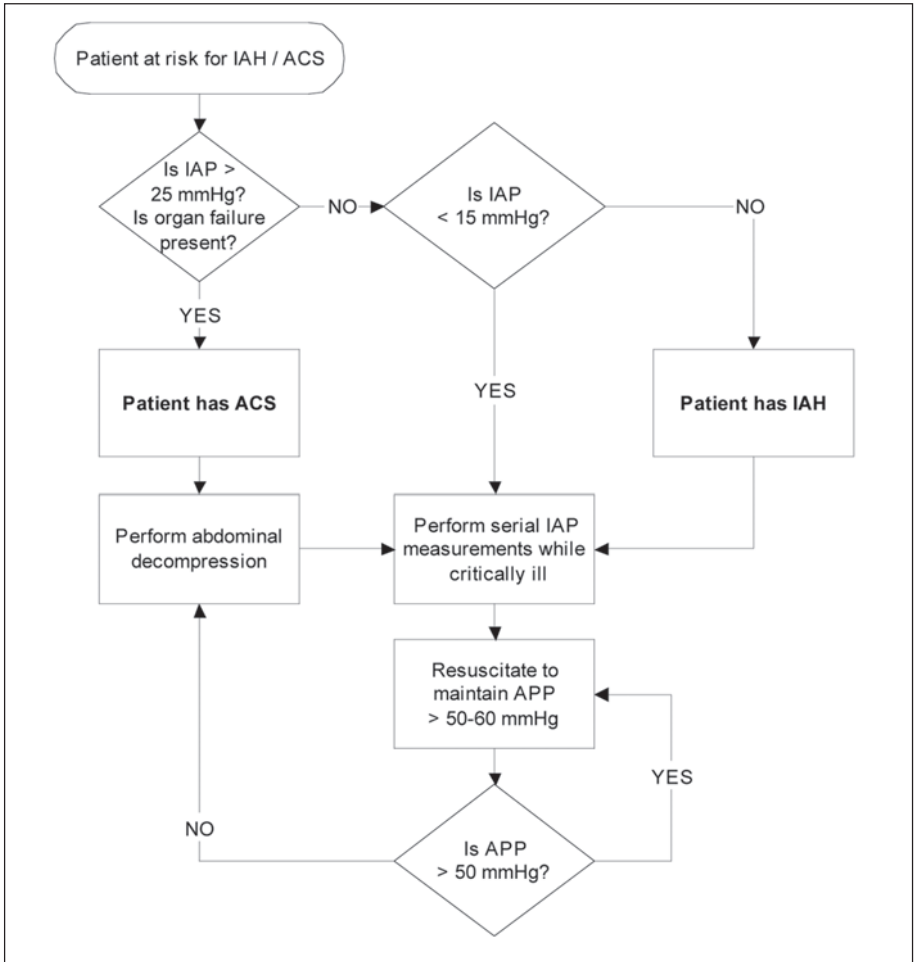 Patient at risk for IAH / ACS
Is IAP >
25 mmHg?
Is organ failure
present?
NO
Is IAP
< 15 mmHg?
NO
YES
Patient has ACS
YES
Patient has IAH
Perform abdominal
decompression
Perform serial IAP
measurements while
critically ill
Resuscitate to
maintain APP
> 50-60 mmHg
YES
NO
Is APP
> 50 mmHg?